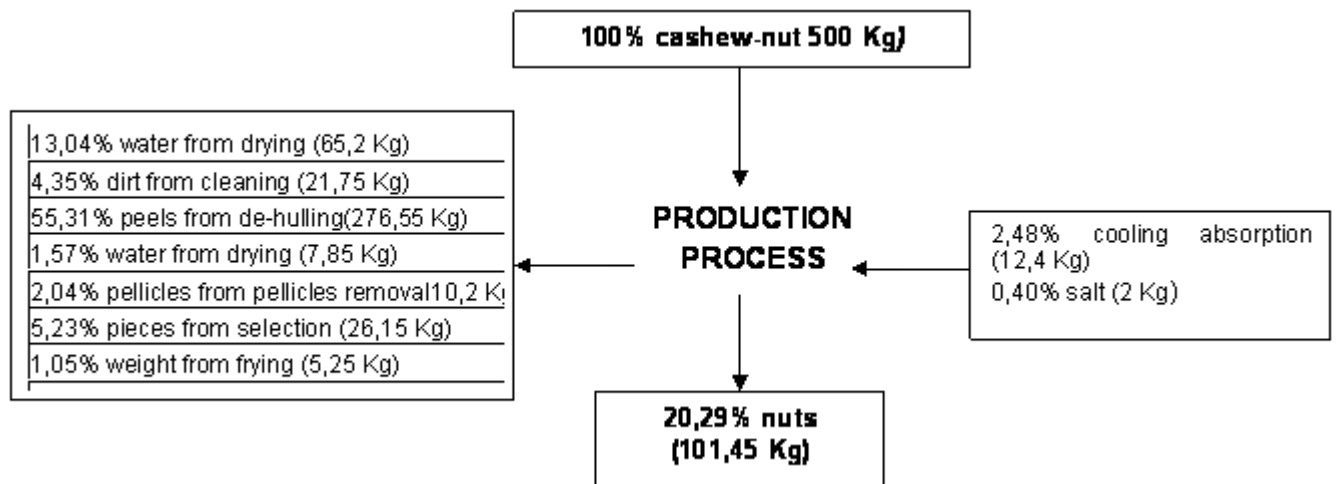 100% cashew-nut 500 Kg)
13,04% water from drying (65,2 Kg)
4,35% dirt from cleaning (21,75 Kg)
55,31% peels from de-hulling(276,55 Kg)
1,57% water from drying (7,85 Kg)
2,04% pellicles from pellicles removal10,2 K
5,23% pieces from selection (26,15 Kg)
1,05% weight from frying (5,25 Kg)
PRODUCTION
PROCESS
2,48% cooling absorption
(12,4 Kg)
0,40% salt (2 Kg)
20,29% nuts
(101,45 Kg)